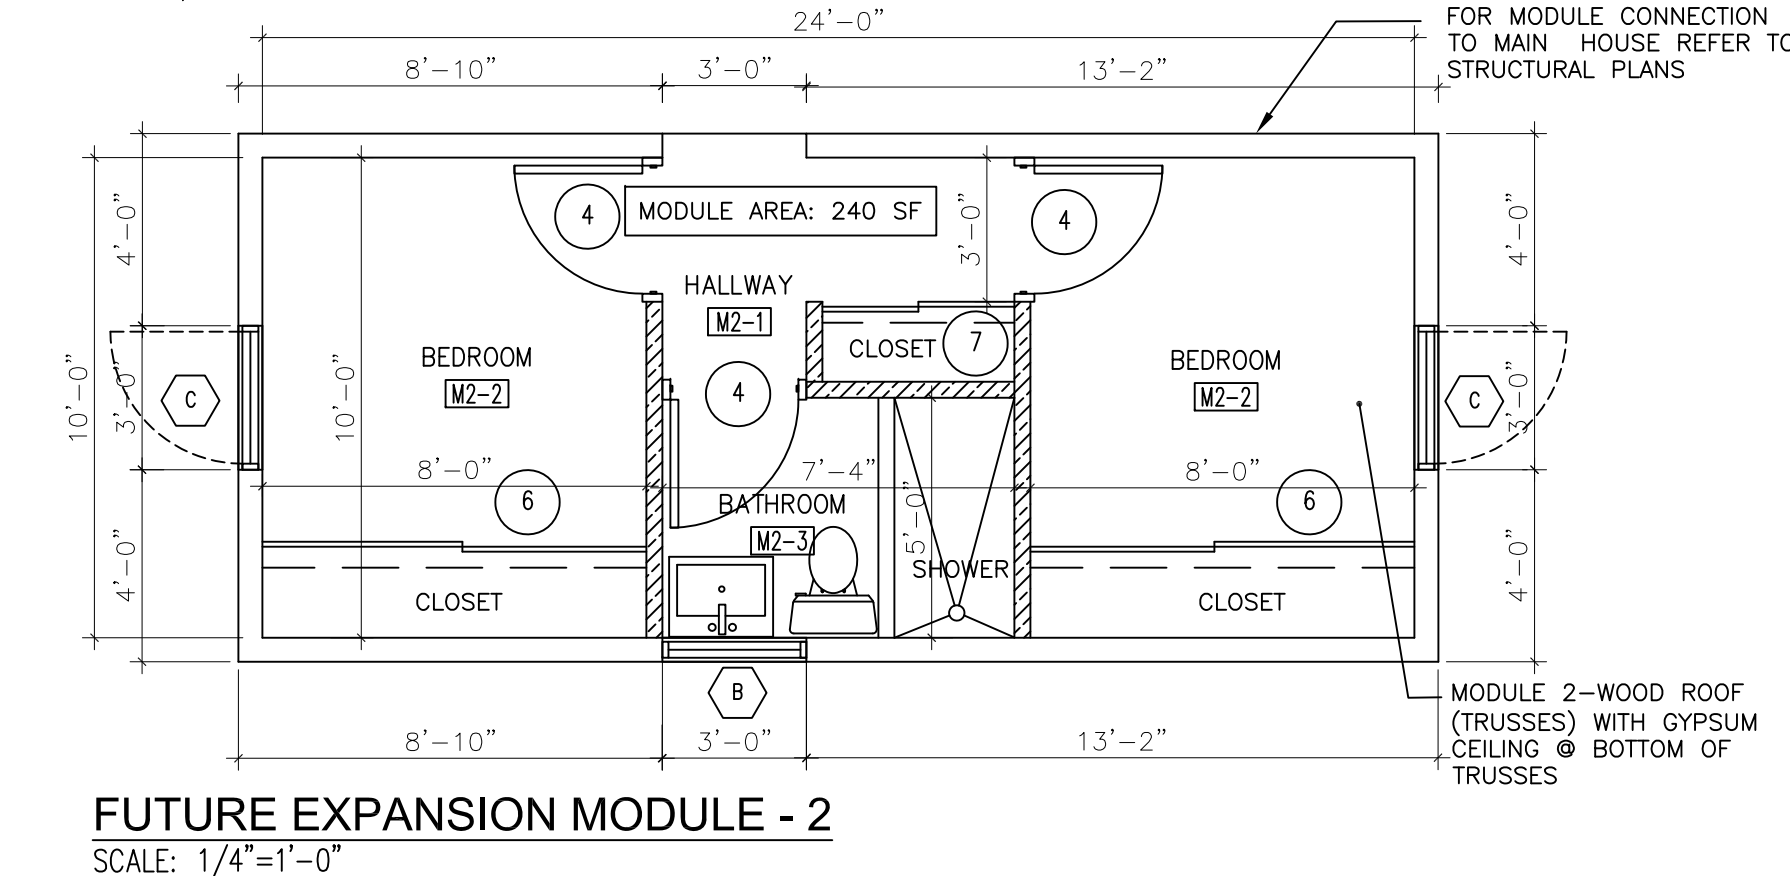 24'-0"
8'-10"
3'-0"
13'-2"
FOR MODULE CONNECTION
TO MAIN HOUSE REFER TO
STRUCTURAL PLANS
4'-0"
3'-0"
4'-0"
10'-0"
10'-0"
4
MODULE AREA: 240 SF
3'-0"
4
4'-0"
3'-0"
4'-0"
HALLWAY
M2-1
CLOSET
7
BEDROOM
M2-2
BEDROOM
M2-2
C
4
C
8'-0"
7'-4"
8'-0"
6
6
BATHROOM
M2-3
5'-0"
SHOWER
CLOSET
CLOSET
B
8'-10"
3'-0"
13'-2"
MODULE 2-WOOD ROOF
(TRUSSES) WITH GYPSUM
CEILING @ BOTTOM OF
TRUSSES
FUTURE EXPANSION MODULE - 2
SCALE: 1/4"=1'-0"